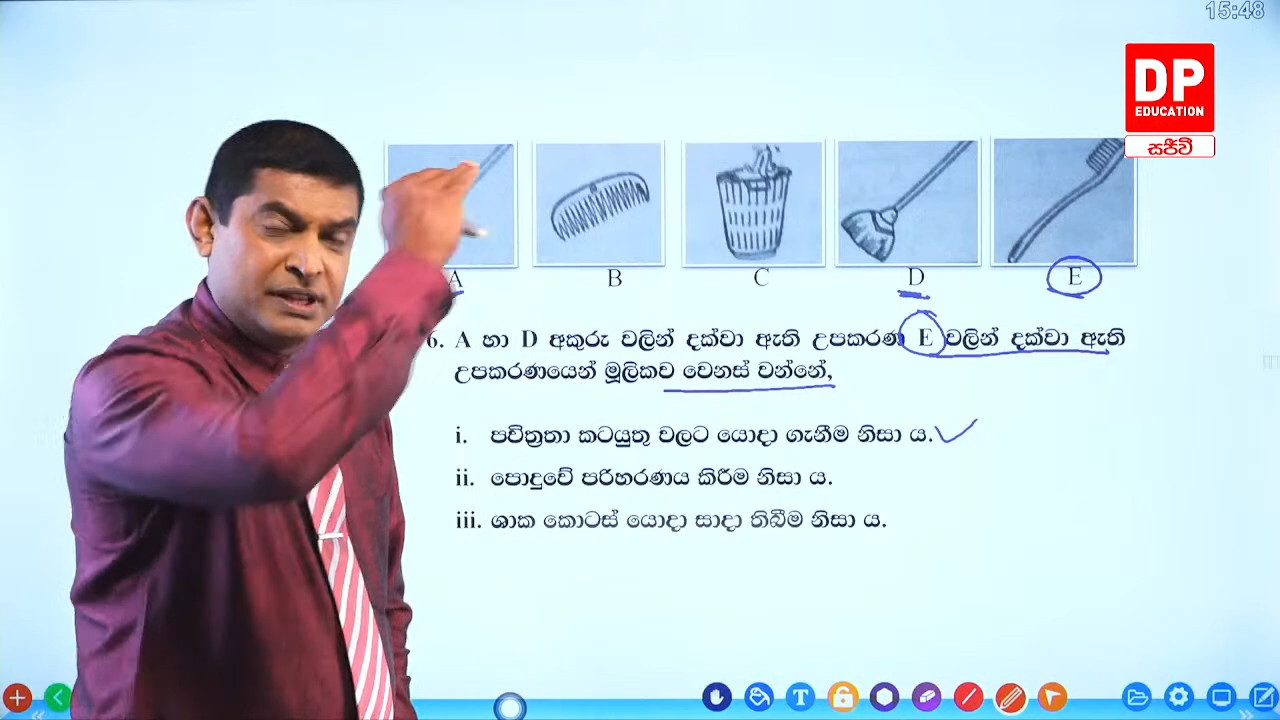 15:48
DP
EDUCATION
සජීවී
A B C D E
6. A හා D අකුරු වලින් දක්වා ඇති උපකරණ E වලින් දක්වා ඇති
උපකරණයෙන් මූලිකව වෙනස් වන්නේ,
i. පවිත්‍රතා කටයුතු වලට යොදා ගැනීම නිසා ය.
ii. පොදුවේ පරිහරණය කිරීම නිසා ය.
iii. ශාක කොටස් යොදා සාදා තිබීම නිසා ය.